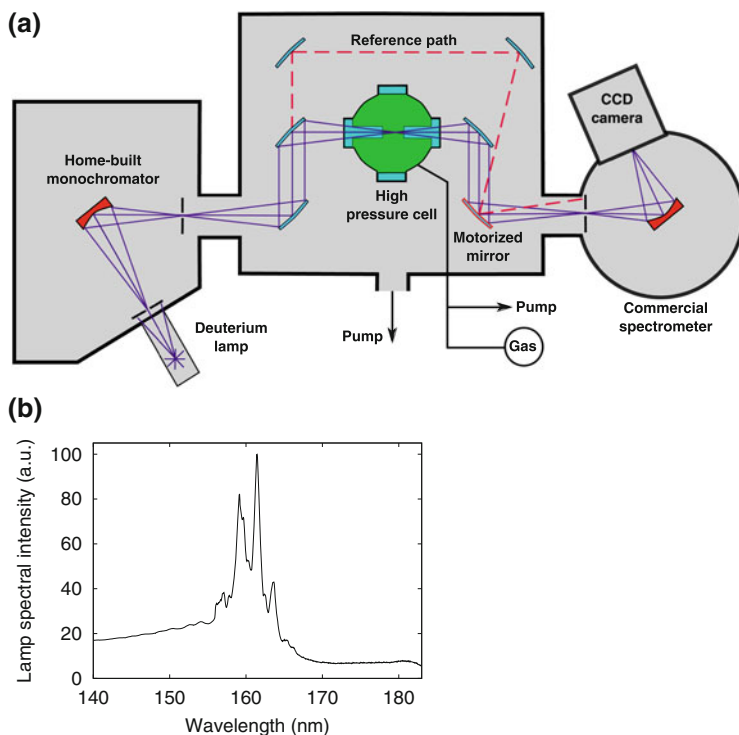 (a)
Reference path
CCD
camera
Home-built
monochromator
High
pressure cell
Motorized
mirror
Deuterium
lamp
Pump
Pump
Gas
Commercial
spectrometer
(b)
Lamp spectral intensity (a.u.)
100
80
60
40
20
0
140 150 160 170 180
Wavelength (nm)